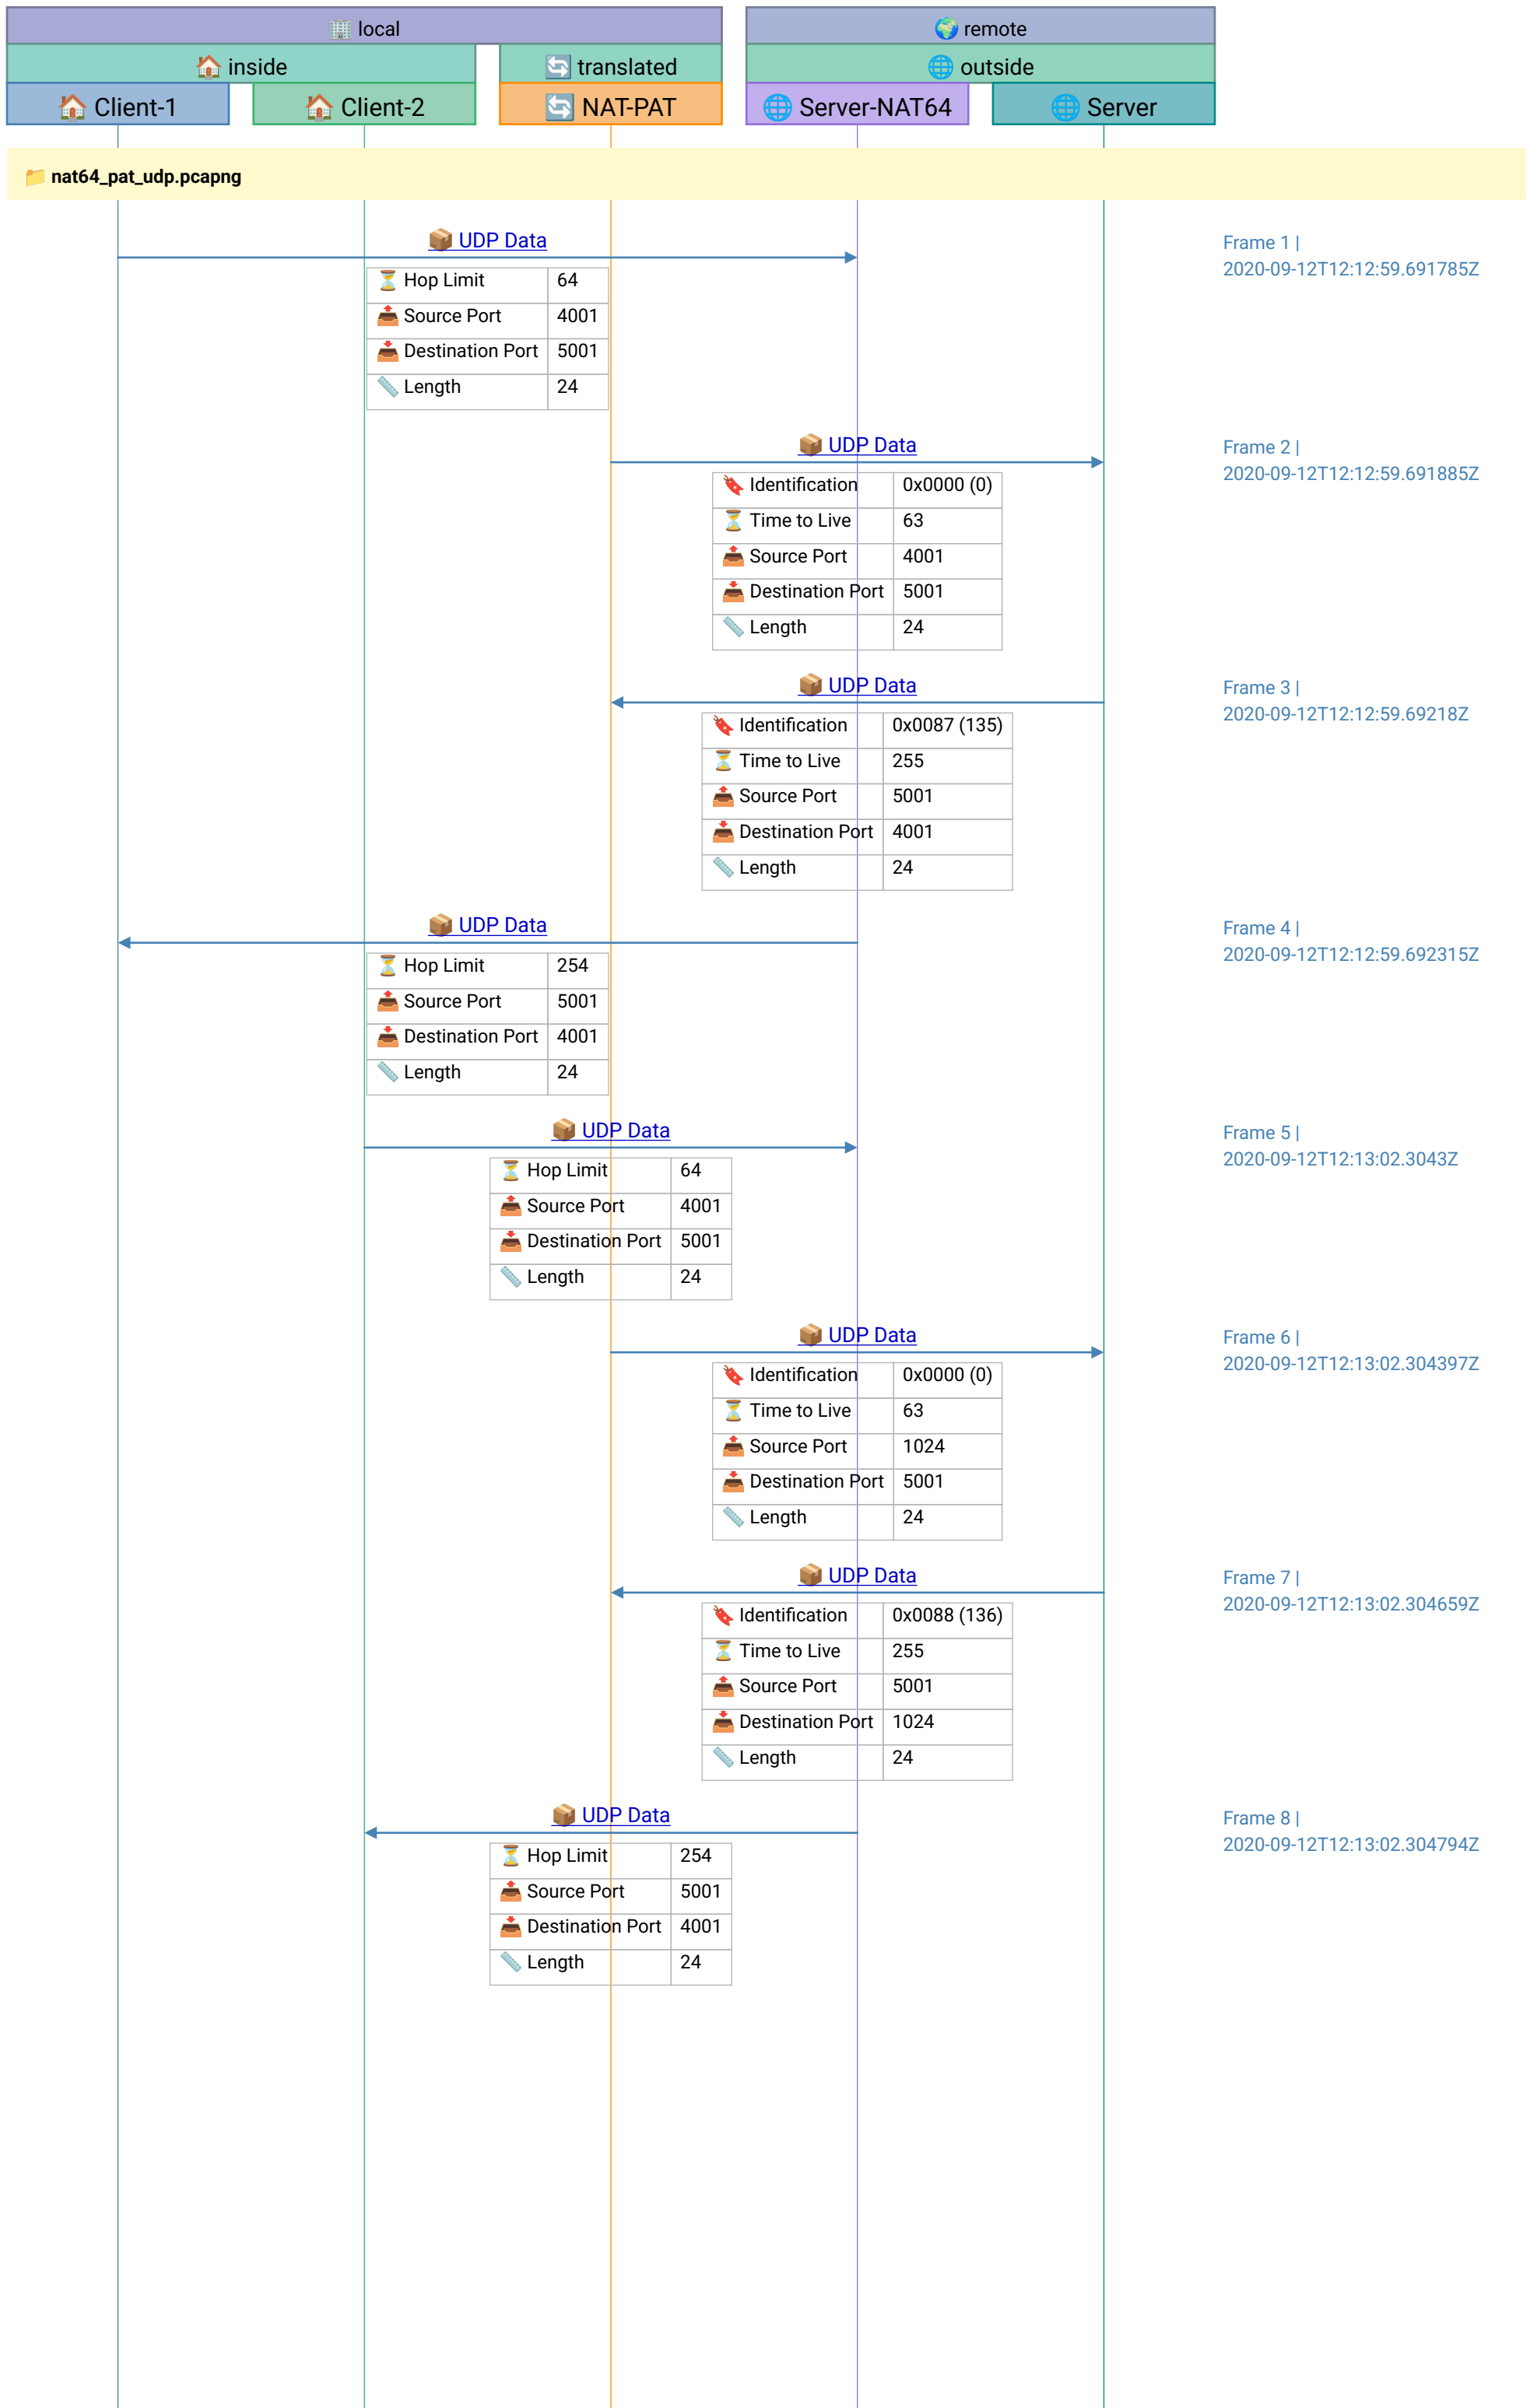 🏢 local
🌍 remote
🏠 inside
🔄 translated
🌐 outside
🏠 Client-1
🏠 Client-2
🔄 NAT-PAT
🌐 Server-NAT64
🌐 Server
📁 nat64_pat_udp.pcapng
📦 UDP Data
Frame 1 |
2020-09-12T12:12:59.691785Z
⏳ Hop Limit 64
📤 Source Port 4001
📥 Destination Port 5001
📏 Length 24
📦 UDP Data
Frame 2 |
2020-09-12T12:12:59.691885Z
🔖 Identification 0x0000 (0)
⏳ Time to Live 63
📤 Source Port 4001
📥 Destination Port 5001
📏 Length 24
📦 UDP Data
Frame 3 |
2020-09-12T12:12:59.69218Z
🔖 Identification 0x0087 (135)
⏳ Time to Live 255
📤 Source Port 5001
📥 Destination Port 4001
📏 Length 24
📦 UDP Data
Frame 4 |
2020-09-12T12:12:59.692315Z
⏳ Hop Limit 254
📤 Source Port 5001
📥 Destination Port 4001
📏 Length 24
📦 UDP Data
Frame 5 |
2020-09-12T12:13:02.3043Z
⏳ Hop Limit 64
📤 Source Port 4001
📥 Destination Port 5001
📏 Length 24
📦 UDP Data
Frame 6 |
2020-09-12T12:13:02.304397Z
🔖 Identification 0x0000 (0)
⏳ Time to Live 63
📤 Source Port 1024
📥 Destination Port 5001
📏 Length 24
📦 UDP Data
Frame 7 |
2020-09-12T12:13:02.304659Z
🔖 Identification 0x0088 (136)
⏳ Time to Live 255
📤 Source Port 5001
📥 Destination Port 1024
📏 Length 24
📦 UDP Data
Frame 8 |
2020-09-12T12:13:02.304794Z
⏳ Hop Limit 254
📤 Source Port 5001
📥 Destination Port 4001
📏 Length 24